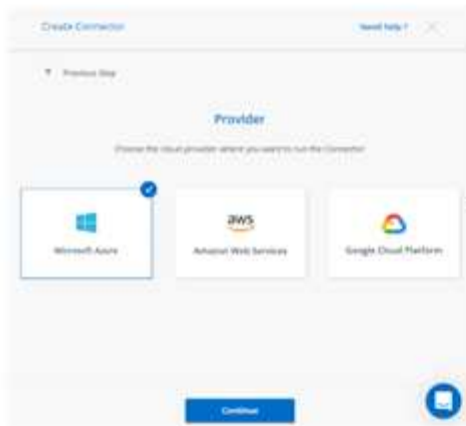 Create Connector
Need help ?
Previous Step
Provider
Choose the cloud provider where you want to run the Connector
aws
Microsoft Azure
Amazon Web Services
Google Cloud Platform
Continue